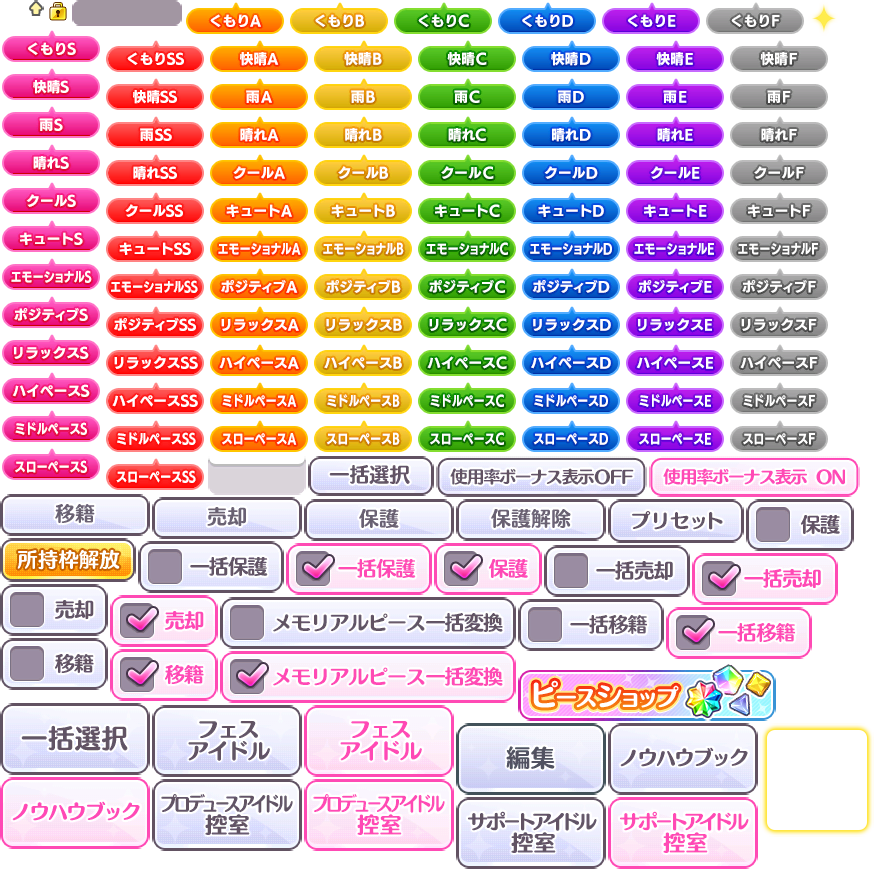 くもりA くもりB くもりC くもりD くもりE くもりF
くもりS くもりSS 快晴A 快晴B 快晴C 快晴D 快晴E 快晴F
快晴S 快晴SS 雨A 雨B 雨C 雨D 雨E 雨F
雨S 雨SS 晴れA 晴れB 晴れC 晴れD 晴れE 晴れF
晴れS 晴れSS クールA クールB クールC クールD クールE クールF
クールS クールSS キュートA キュートB キュートC キュートD キュートE キュートF
キュートS キュートSS エモーショナルA エモーショナルB エモーショナルC エモーショナルD エモーショナルE エモーショナルF
エモーショナルS エモーショナルSS ポジティブA ポジティブB ポジティブC ポジティブD ポジティブE ポジティブF
ポジティブS ポジティブSS リラックスA リラックスB リラックスC リラックスD リラックスE リラックスF
リラックスS リラックスSS ハイペースA ハイペースB ハイペースC ハイペースD ハイペースE ハイペースF
ハイペースS ハイペースSS ミドルペースA ミドルペースB ミドルペースC ミドルペースD ミドルペースE ミドルペースF
ミドルペースS ミドルペースSS スローペースA スローペースB スローペースC スローペースD スローペースE スローペースF
スローペースS スローペースSS 一括選択 使用率ボーナス表示OFF 使用率ボーナス表示 ON
移籍 売却 保護 保護解除 プリセット 保護
所持枠解放 一括保護 一括保護 保護 一括売却 一括売却
売却 売却 メモリアルピース一括変換 一括移籍 一括移籍
移籍 移籍 メモリアルピース一括変換 ピースショップ
一括選択 フェス
アイドル フェス
アイドル 編集 ノウハウブック
ノウハウブック プロデュースアイドル
控室 プロデュースアイドル
控室 サポートアイドル
控室 サポートアイドル
控室